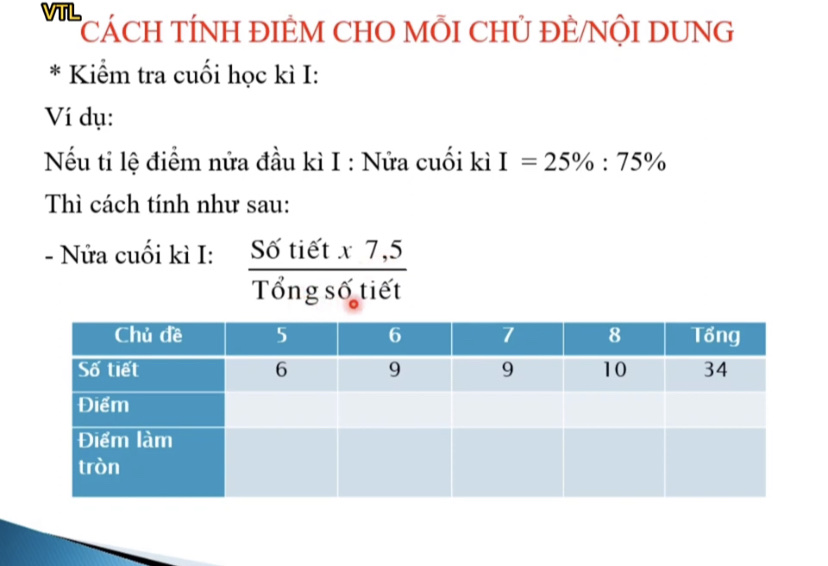 VTL
CÁCH TÍNH ĐIỂM CHO MỖI CHỦ ĐỀ/NỘI DUNG
* Kiểm tra cuối học kì I:
Ví dụ:
Nếu tỉ lệ điểm nửa đầu kì I : Nửa cuối kì I = 25% : 75%
Thì cách tính như sau:
- Nửa cuối kì I: Số tiết x 7,5
Tổng số tiết
Chủ đề 5 6 7 8 Tổng
Số tiết 6 9 9 10 34
Điểm
Điểm làm
tròn